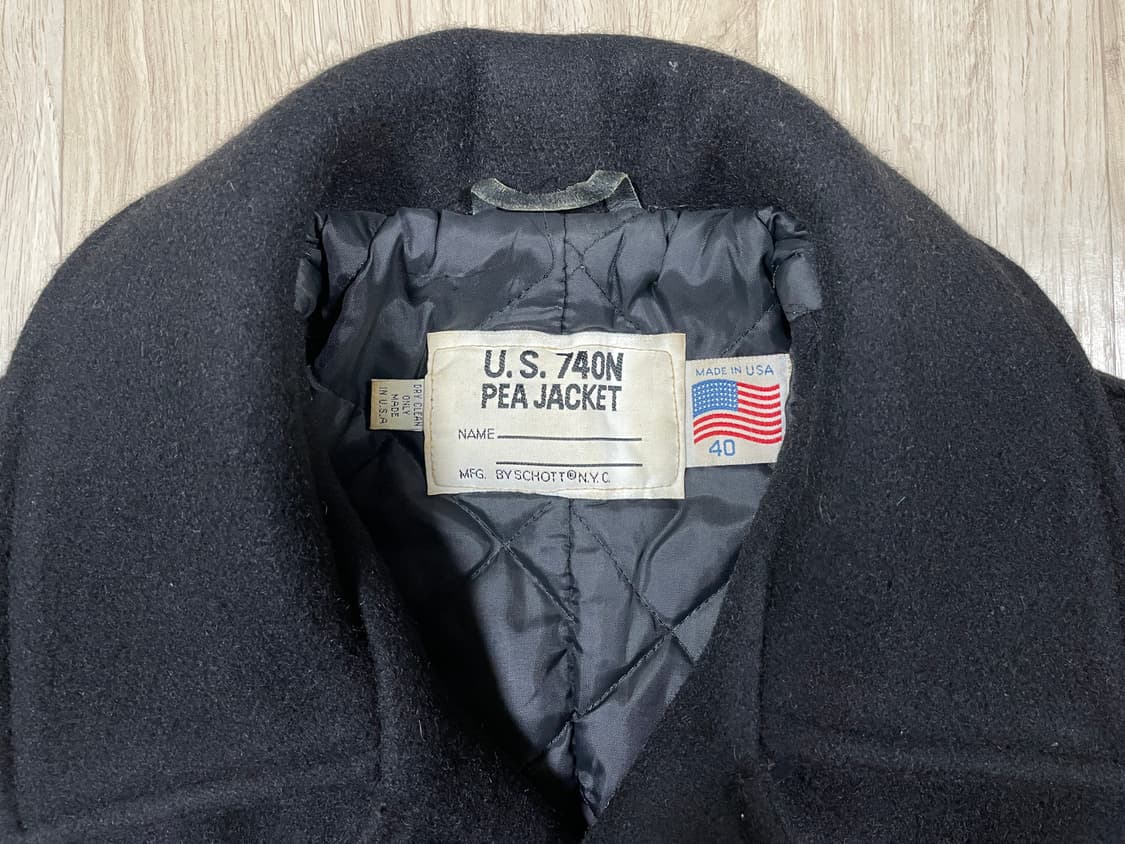 U.S. 740N
PEA JACKET
NAME
MFG. BY SCHOTT® N.Y.C.
MADE IN USA
40
DRY CLEAN
ONLY
MADE
IN U.S.A